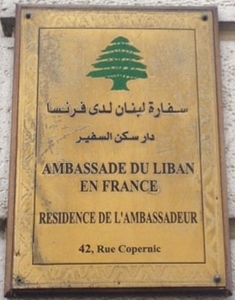 سفارة لبنان لدى فرنسا
دار سكن السفير
AMBASSADE DU LIBAN
EN FRANCE
RESIDENCE DE L'AMBASSADEUR
42, Rue Copernic